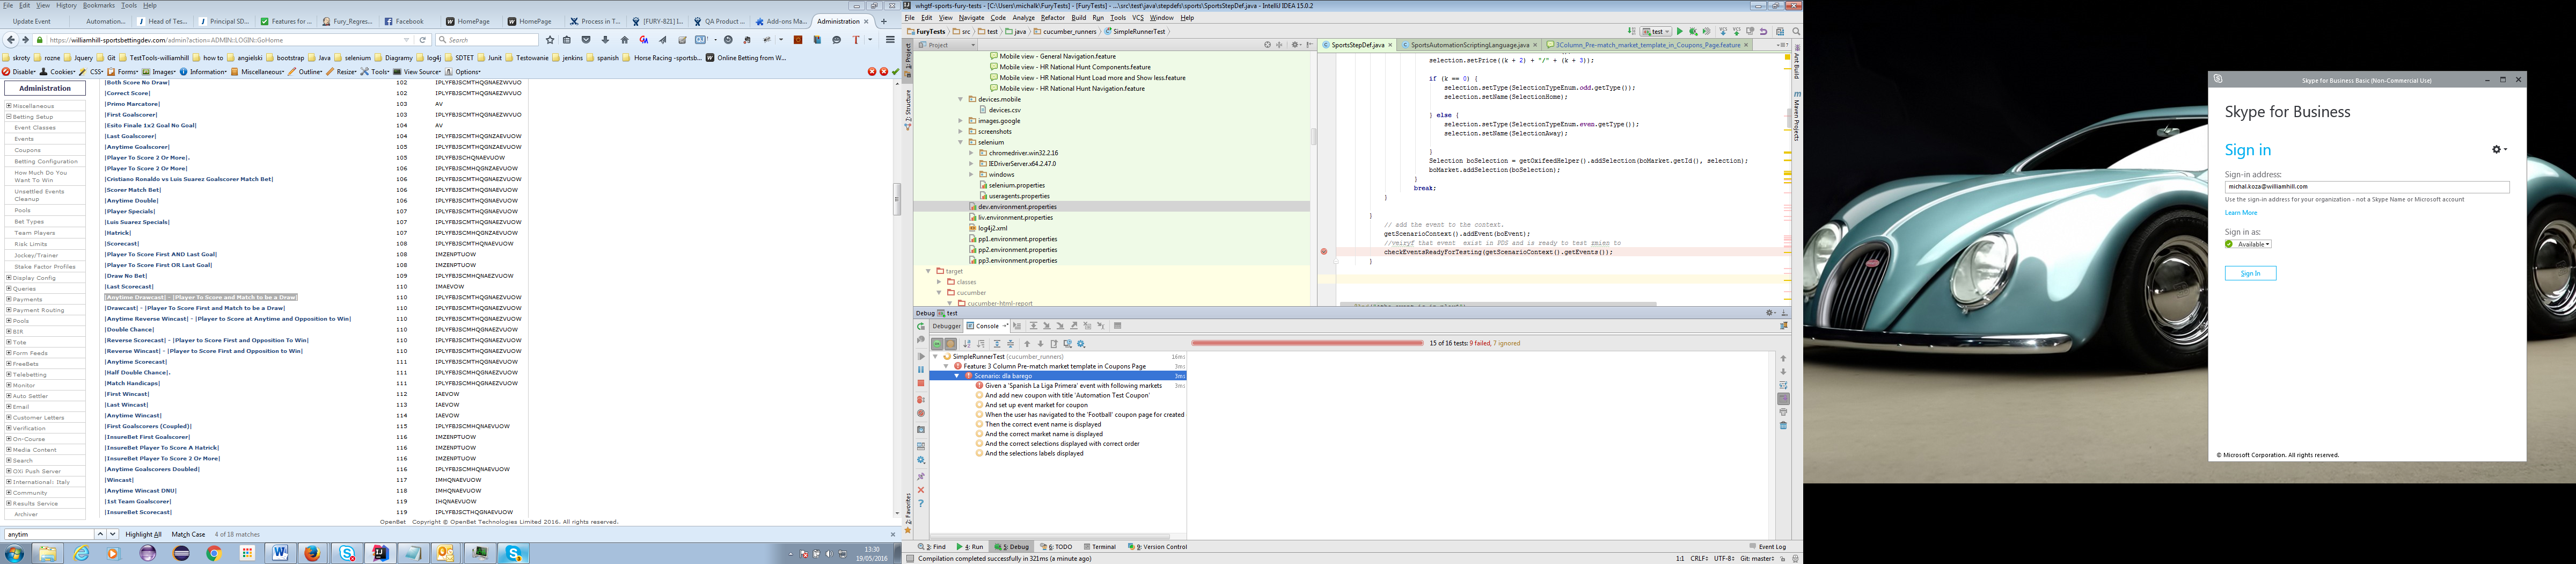 File Edit View History Bookmarks Tools Help
Update Event
Automation...
Head of Tes...
Principal SD...
Features for ...
Fury_Regres...
Facebook
HomePage
HomePage
Process in T...
[FURY-821] I...
QA Product ...
Add-ons Ma...
Administration
https://williamhill-sportsbettingdev.com/admin?action=ADMIN::LOGIN::GoHome
Search
skroty rozne Jquery Git TestTools-williamhill how to angielski bootstrap Java selenium Diagramy log4j SDTET Junit Testowanie jenkins spanish Horse Racing -sportsb... Online Betting from W...
Disable Cookies CSS Forms Images Information Miscellaneous Outline Resize Tools View Source Options
Administration
Miscellaneous
Betting Setup
Event Classes
Events
Coupons
Betting Configuration
How Much Do You Want To Win
Unsettled Events Cleanup
Pools
Bet Types
Team Players
Risk Limits
Jockey/Trainer
Stake Factor Profiles
Display Config
Queries
Payments
Payment Routing
Pools
BIR
Tote
Form Feeds
FreeBets
Telebetting
Monitor
Auto Settler
Email
Customer Letters
Verification
On-Course
Media Content
Search
OXi Push Server
International: Italy
Community
Results Service
Archiver
|Both Score No Draw| 102 IPLYFBJSCMTHQGNAEZWVUO
|Correct Score| 102 IPLYFBJSCMTHQGNAEZWVUO
|Primo Marcatore| 103 AV
|First Goalscorer| 103 IPLYFBJSCMTHQGNAEZWVUO
|Esito Finale 1x2 Goal No Goal| 104 AV
|Last Goalscorer| 104 IPLYFBJSCMTHQGNZAEVUOW
|Anytime Goalscorer| 105 IPLYFBJSCMTHQGNZAEVUOW
|Player To Score 2 Or More|. 105 IPLYFBJSCHQNAEVUOW
|Player To Score 2 Or More| 106 IPLYFBJSCMTHQGNZAEVUOW
|Cristiano Ronaldo vs Luis Suarez Goalscorer Match Bet| 106 IPLYFBJSCMTHQGNAEZVUOW
|Scorer Match Bet| 106 IPLYFBJSCMTHQGNAEVUOW
|Anytime Double| 106 IPLYFBJSCMTHQGNAEZVUOW
|Player Specials| 107 IPLYFBJSCMTHQGNAEVUOW
|Luis Suarez Specials| 107 IPLYFBJSCMTHQGNAEZVUOW
|Hatrick| 107 IPLYFBJSCMHQGNZAEVUOW
|Scorecast| 108 IPLYFBJSCMTHQNAEVUOW
|Player To Score First AND Last Goal| 108 IMZENPTUOW
|Player To Score First OR Last Goal| 108 IMZENPTUOW
|Draw No Bet| 109 IPLYFBJSCMHQNAEZVUOW
|Last Scorecast| 110 IMAEVOW
|Anytime Drawcast| - |Player To Score and Match to be a Draw| 110 IPLYFBJSCMTHQGNAEZVUOW
|Drawcast| - |Player To Score First and Match to be a Draw| 110 IPLYFBJSCMTHQGNAEZVUOW
|Anytime Reverse Wincast| - |Player to Score at Anytime and Opposition to Win| 110 IPLYFBJSCMTHQGNAEZVUOW
|Double Chance| 110 IPLYFBJSCMTHQGNAEZVUOW
|Reverse Scorecast| - |Player to Score First and Opposition To Win| 110 IPLYFBJSCMTHQGNAEZVUOW
|Reverse Wincast| - |Player to Score First and Opposition to Win| 110 IPLYFBJSCMTHQGNAEZVUOW
|Anytime Scorecast| 111 IPLYFBJSCMTHQGNAEZVUOW
|Half Double Chance|. 111 IPLYFBJSCMTHQGNAEZVUOW
|Match Handicaps| 111 IPLYFBJSCMTHQGNAEZVUOW
|First Wincast| 112 IAEVOW
|Last Wincast| 113 IAEVOW
|Anytime Wincast| 114 IAEVOW
|First Goalscorers (Coupled)| 115 IPLYFBJSCMHQNAEVUOW
|InsureBet First Goalscorer| 116 IMZENPTUOW
|InsureBet Player To Score A Hatrick| 116 IMZENPTUOW
|InsureBet Player To Score 2 Or More| 116 IMZENPTUOW
|Anytime Goalscorers Doubled| 116 IPLYFBJSCMHQNAEVUOW
|Wincast| 117 IMHQNAEVUOW
|Anytime Wincast DNU| 118 IMHQNAEVUOW
|1st Team Goalscorer| 119 IHQNAEVUOW
|InsureBet Scorecast| 119 IPLYFBJSCTHQGNAEVUOW
OpenBet Copyright © OpenBet Technologies Limited 2016. All rights reserved.
anytim Highlight All Match Case 4 of 18 matches
13:30
19/05/2016
whgtf-sports-fury-tests - [C:\Users\michalk\FuryTests] - [FuryTests] - ...\src\test\java\stepdefs\sports\SportsStepDef.java - IntelliJ IDEA 15.0.2
File Edit View Navigate Code Analyze Refactor Build Run Tools VCS Window Help
FuryTests src test java cucumber_runners SimpleRunnerTest
test
Project
SportsStepDef.java
SportsAutomationScriptingLanguage.java
3Column_Pre-match_market_template_in_Coupons_Page.feature
1: Project
7: Structure
2: Favorites
Ant Build
Maven Projects
Mobile view - General Navigation.feature
Mobile view - HR National Hunt Components.feature
Mobile view - HR National Hunt Load more and Show less.feature
Mobile view - HR National Hunt Navigation.feature
devices.mobile
devices.csv
images.google
screenshots
selenium
chromedriver.win32.2.16
IEDriverServer.x64.2.47.0
windows
selenium.properties
useragents.properties
dev.environment.properties
liv.environment.properties
log4j2.xml
pp1.environment.properties
pp2.environment.properties
pp3.environment.properties
target
classes
cucumber
cucumber-html-report
selection.setPrice((k + 2) + "/" + (k + 3));
if (k == 0) {
selection.setType(SelectionTypeEnum.odd.getType());
selection.setName(SelectionHome);
} else {
selection.setType(SelectionTypeEnum.even.getType());
selection.setName(SelectionAway);
}
Selection boSelection = getOxifeedHelper().addSelection(boMarket.getId(), selection);
boMarket.addSelection(boSelection);
}
break;
}
}
// add the event to the context.
getScenarioContext().addEvent(boEvent);
//veiryf that event exist in PDS and is ready to test zmien to
checkEventsReadyForTesting(getScenarioContext().getEvents());
}
Debug test
Debugger Console
15 of 16 tests: 9 failed, 7 ignored
SimpleRunnerTest (cucumber_runners) 16ms
Feature: 3 Column Pre-match market template in Coupons Page 3ms
Scenario: dla barego 3ms
Given a 'Spanish La Liga Primera' event with following markets 3ms
And add new coupon with title 'Automation Test Coupon'
And set up event market for coupon
When the user has navigated to the 'Football' coupon page for created
Then the correct event name is displayed
And the correct market name is displayed
And the correct selections displayed with correct order
And the selections labels displayed
3: Find 4: Run 5: Debug 6: TODO Terminal 9: Version Control Event Log
Compilation completed successfully in 321ms (a minute ago) 1:1 CRLF UTF-8 Git: master
Skype for Business Basic (Non-Commercial Use)
Skype for Business
Sign in
Sign-in address:
michal.koza@williamhill.com
Use the sign-in address for your organization - not a Skype Name or Microsoft account
Learn More
Sign in as:
Available
Sign In
© Microsoft Corporation. All rights reserved.